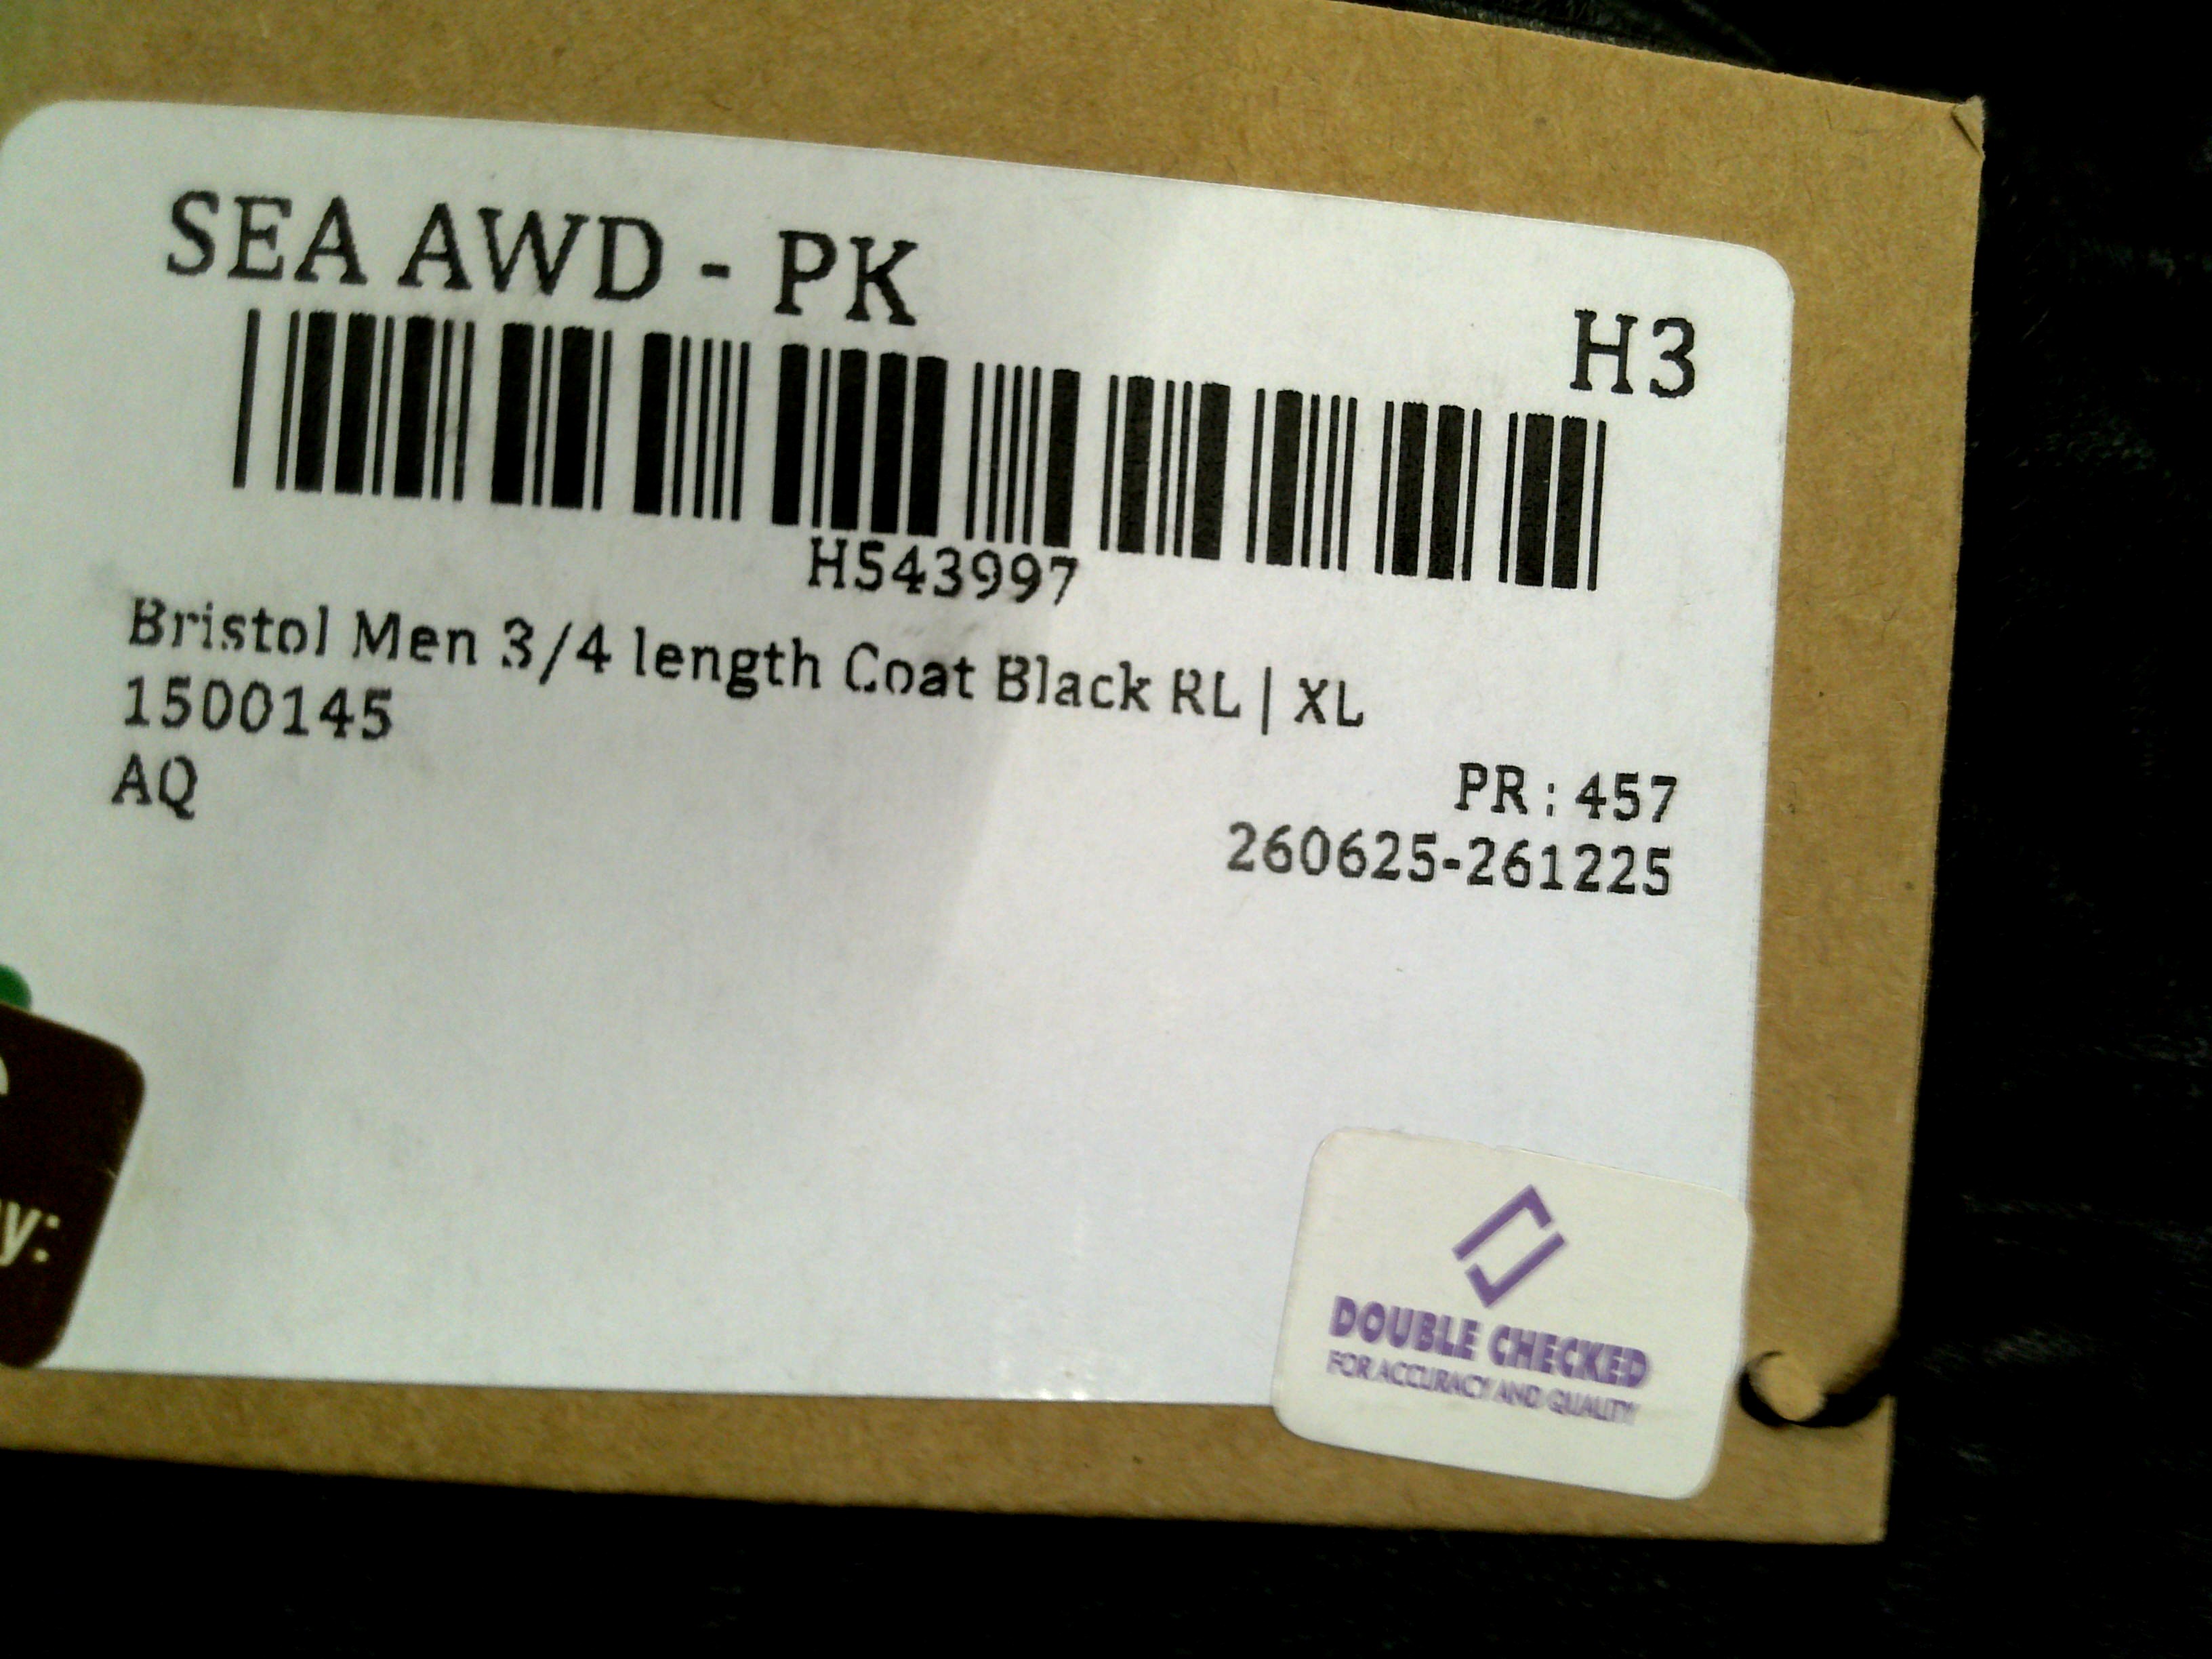 SEA AWD - PK
H3
H543997
Bristol Men 3/4 length Coat Black RL | XL
1500145
AQ
PR : 457
260625-261225
y:
DOUBLE CHECKED
FOR ACCURACY AND QUALITY